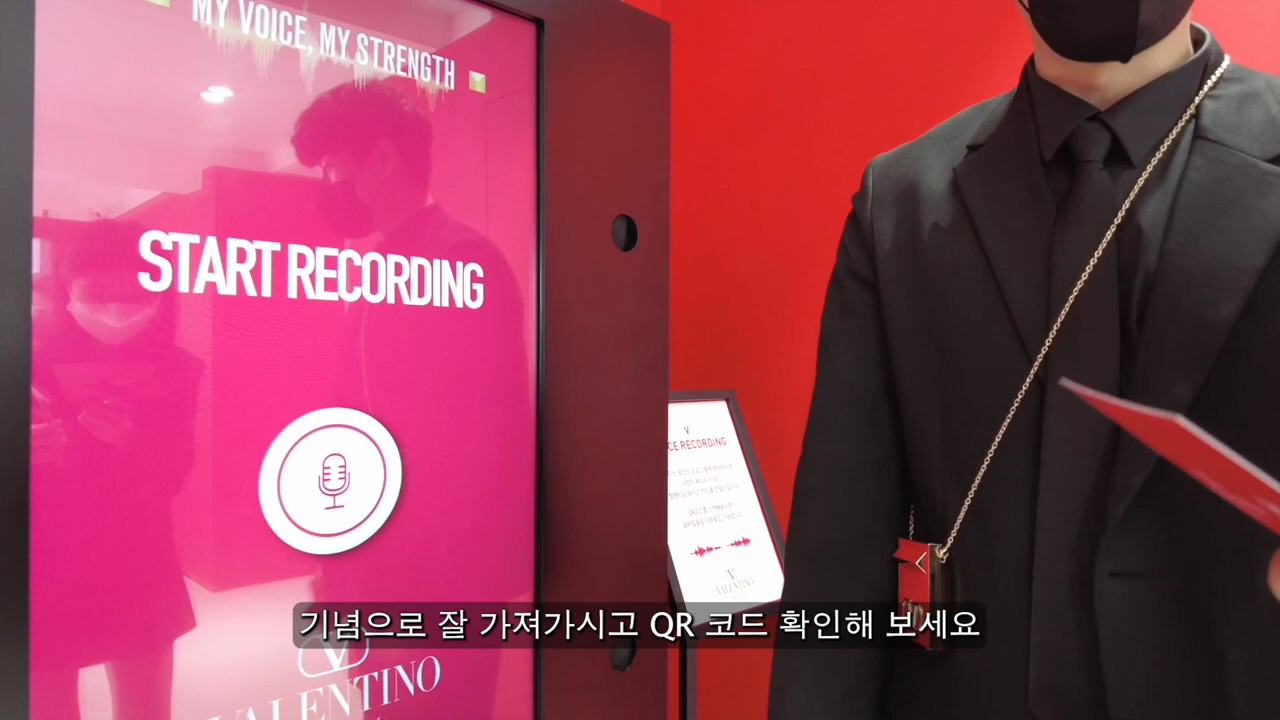 MY VOICE, MY STRENGTH
START RECORDING
V
CE RECORDING
VALENTINO
V
VALENTINO
기념으로 잘 가져가시고 QR 코드 확인해 보세요